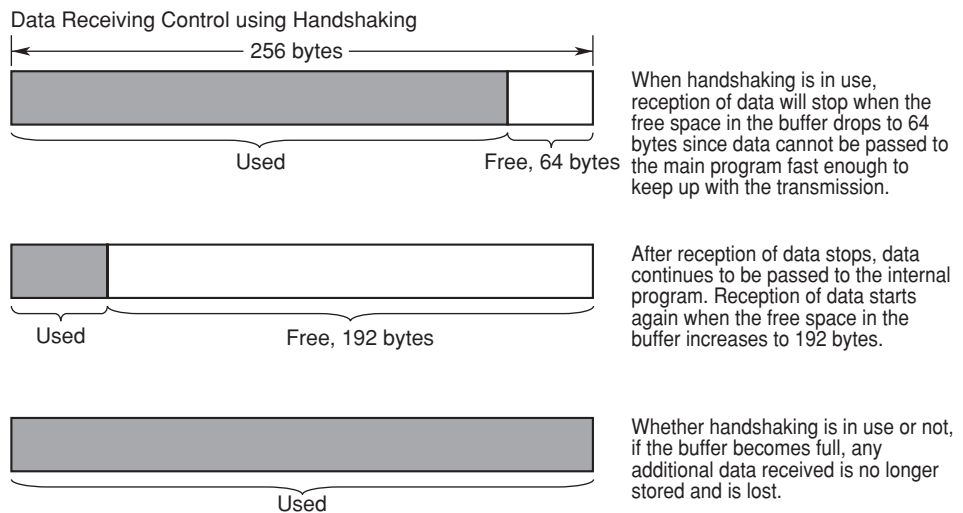 Data Receiving Control using Handshaking
256 bytes
Used
Free, 64 bytes
When handshaking is in use,
reception of data will stop when the
free space in the buffer drops to 64
bytes since data cannot be passed to
the main program fast enough to
keep up with the transmission.
Used
Free, 192 bytes
After reception of data stops, data
continues to be passed to the internal
program. Reception of data starts
again when the free space in the
buffer increases to 192 bytes.
Used
Whether handshaking is in use or not,
if the buffer becomes full, any
additional data received is no longer
stored and is lost.